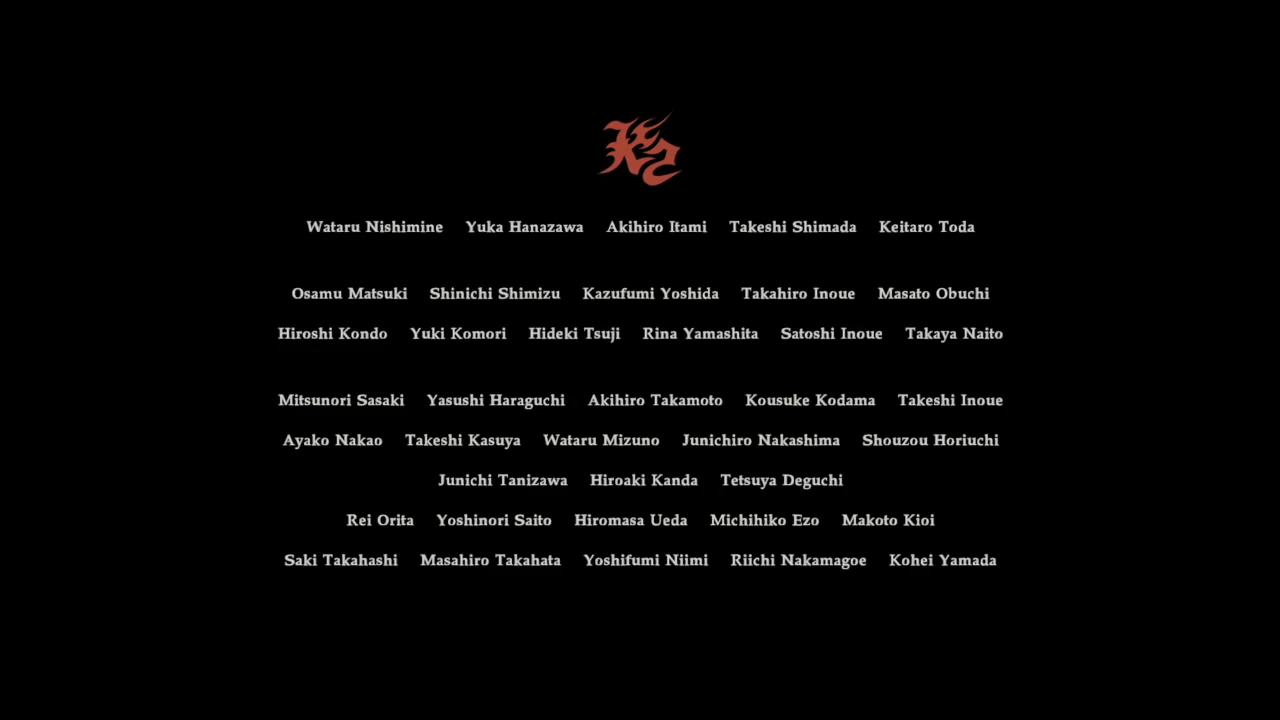 K2
Wataru Nishimine Yuka Hanazawa Akihiro Itami Takeshi Shimada Keitaro Toda
Osamu Matsuki Shinichi Shimizu Kazufumi Yoshida Takahiro Inoue Masato Obuchi
Hiroshi Kondo Yuki Komori Hideki Tsuji Rina Yamashita Satoshi Inoue Takaya Naito
Mitsunori Sasaki Yasushi Haraguchi Akihiro Takamoto Kousuke Kodama Takeshi Inoue
Ayako Nakao Takeshi Kasuya Wataru Mizuno Junichiro Nakashima Shouzou Horiuchi
Junichi Tanizawa Hiroaki Kanda Tetsuya Deguchi
Rei Orita Yoshinori Saito Hiromasa Ueda Michihiko Ezo Makoto Kioi
Saki Takahashi Masahiro Takahata Yoshifumi Niimi Riichi Nakamagoe Kohei Yamada